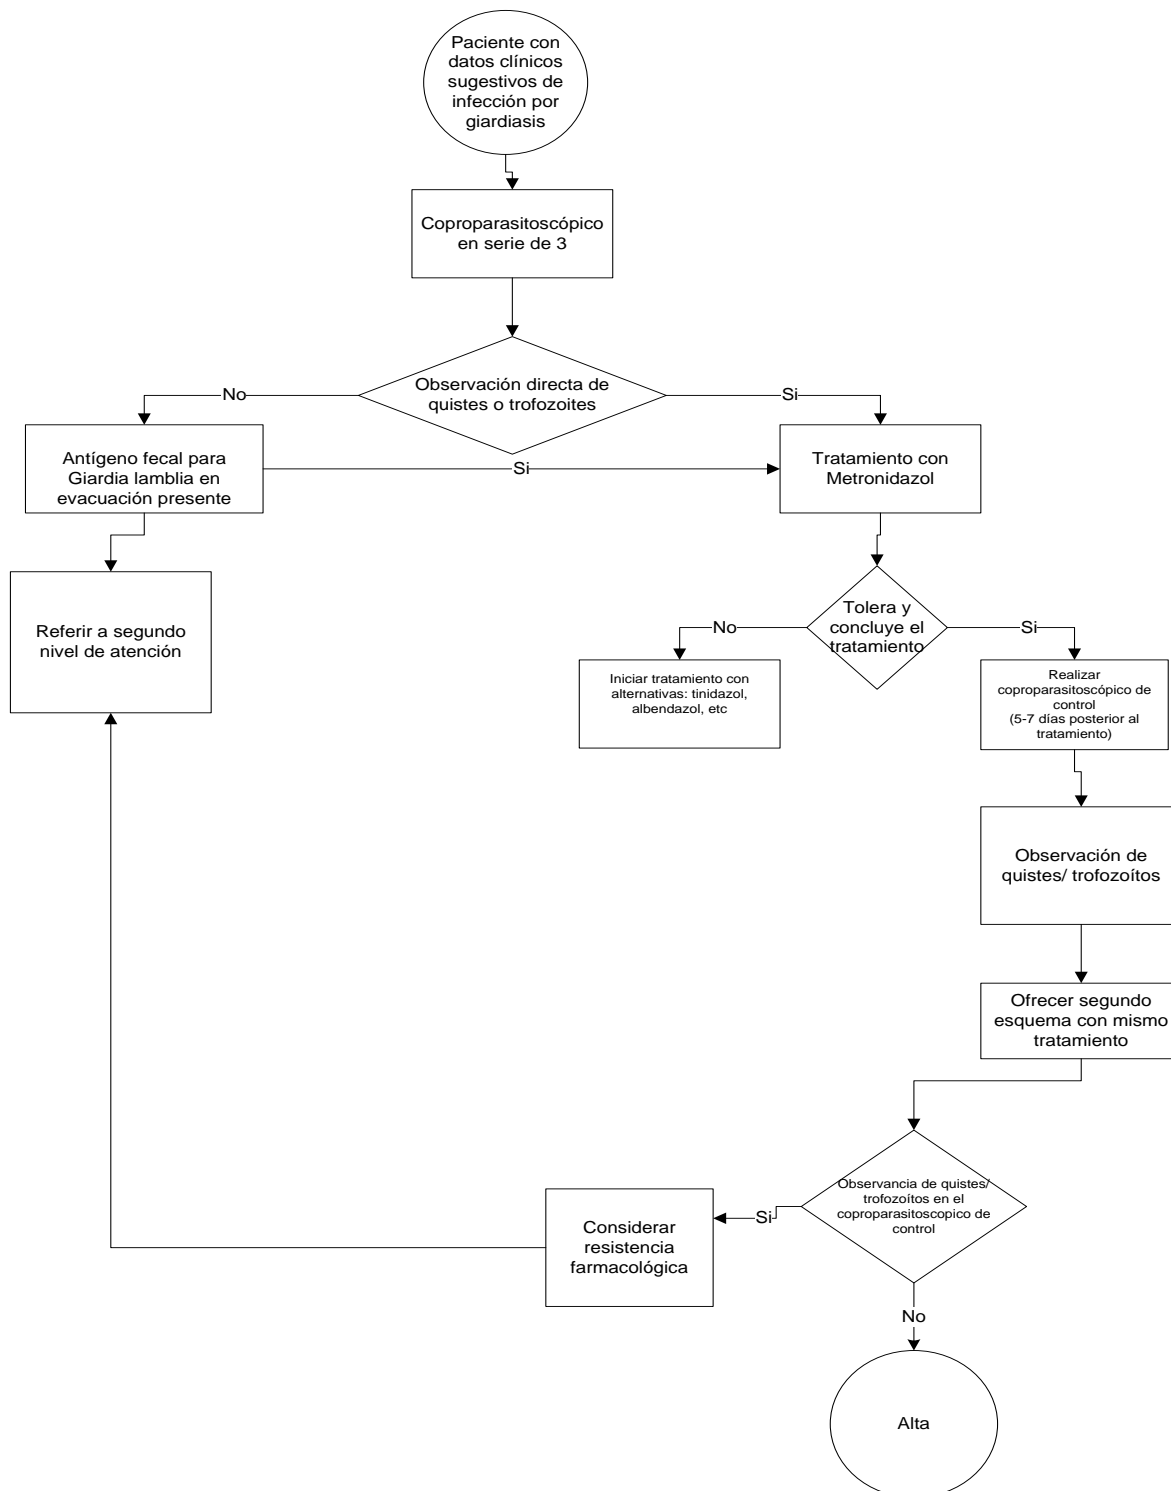 Paciente con
datos clínicos
sugestivos de
infección por
giardiasis
Coproparasitoscópico
en serie de 3
Observación directa de
quistes o trofozoites
No
Si
Antígeno fecal para
Giardia lamblia en
evacuación presente
Si
Tratamiento con
Metronidazol
Referir a segundo
nivel de atención
Tolera y
concluye el
tratamiento
No
Si
Iniciar tratamiento con
alternativas: tinidazol,
albendazol, etc
Realizar
coproparasitoscópico de
control
(5-7 días posterior al
tratamiento)
Observación de
quistes/ trofozoítos
Ofrecer segundo
esquema con mismo
tratamiento
Observancia de quistes/
trofozoítos en el
coproparasitoscopico de
control
Si
Considerar
resistencia
farmacológica
No
Alta